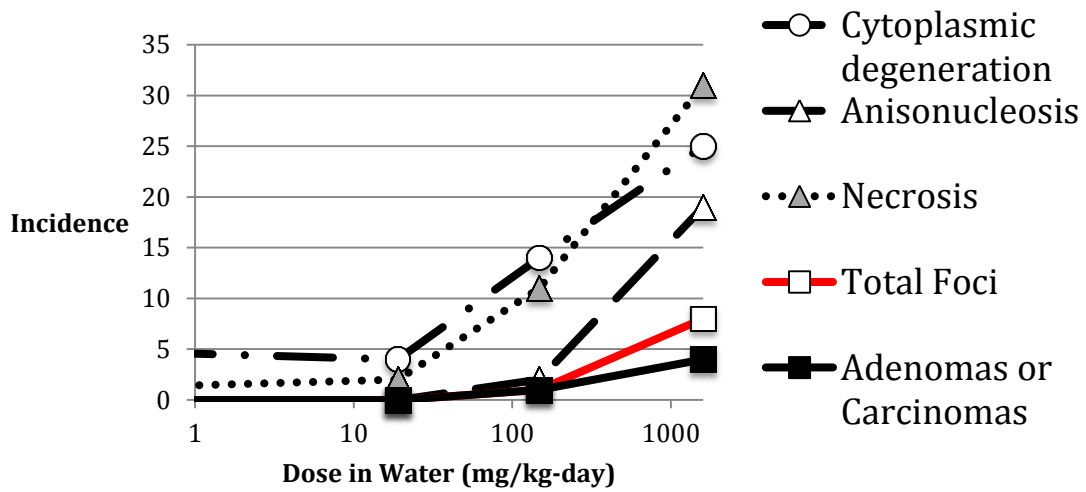 35
30
25
20
15
10
5
0
Incidence
1
10
100
1000
Dose in Water (mg/kg-day)
Cytoplasmic
degeneration
Anisonucleosis
Necrosis
Total Foci
Adenomas or
Carcinomas